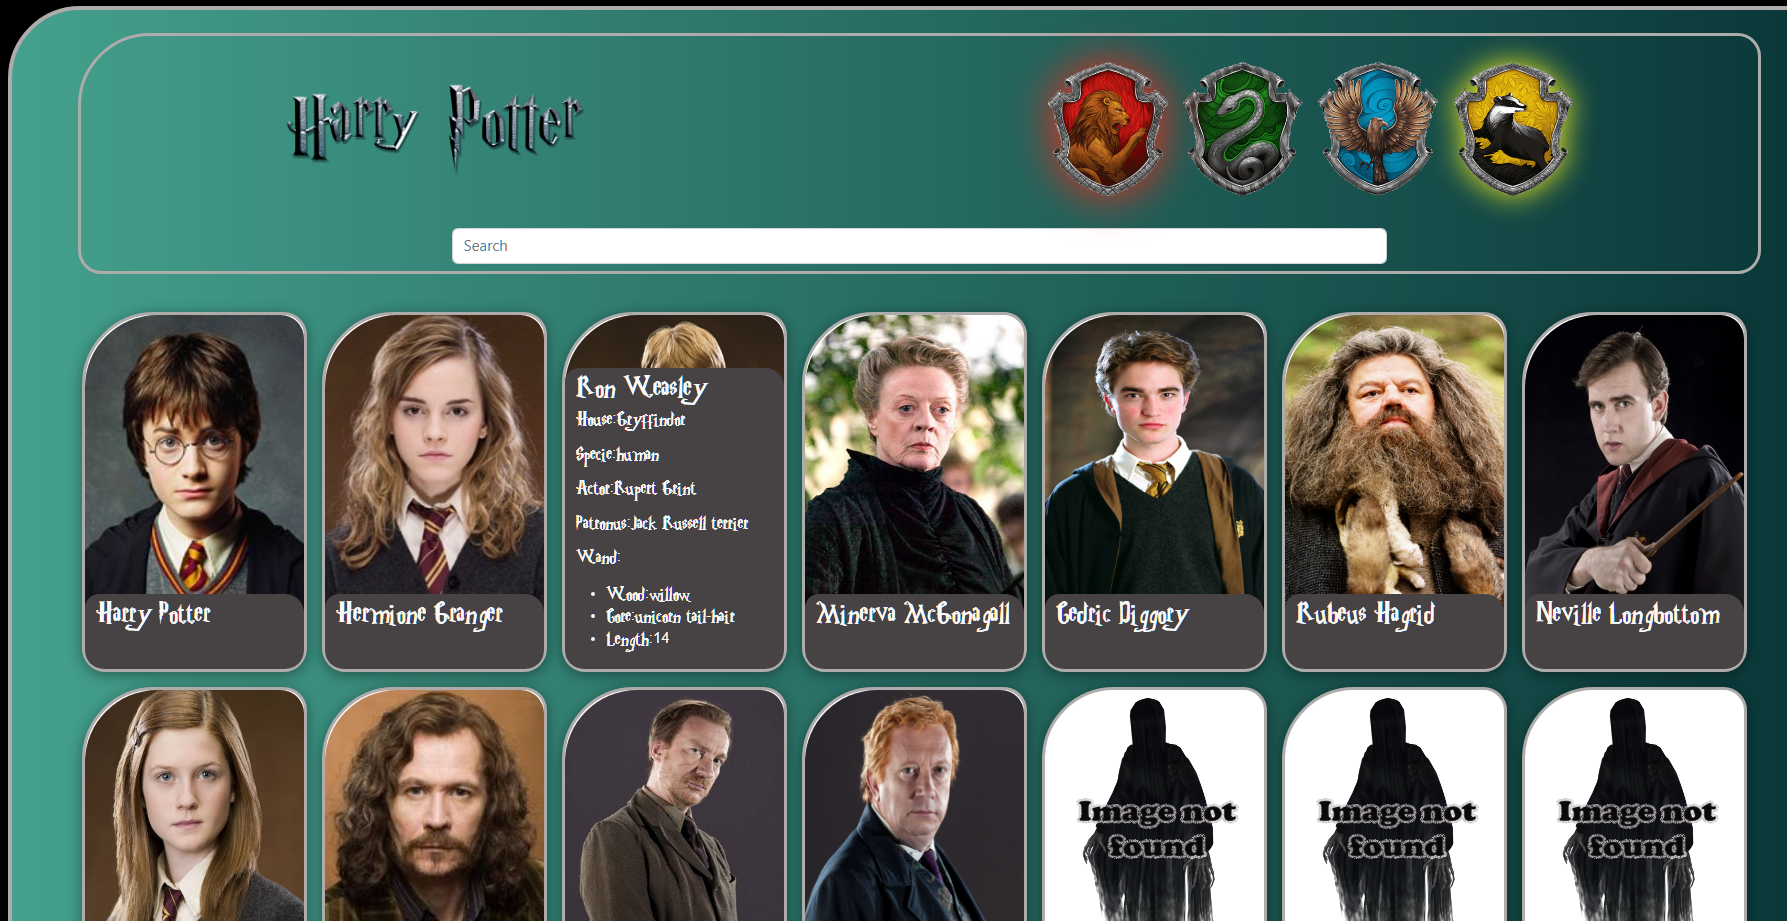 Harry Potter
Search
Harry Potter
Hermione Granger
Ron Weasley
House:Gryffindor
Specie:human
Actor:Rupert Grint
Patronus:Jack Russell terrier
Wand:
• Wood:willow
• Core:unicorn tail-hair
• Length:14
Minerva McGonagall
Cedric Diggory
Rubeus Hagrid
Neville Longbottom
Image not
found
Image not
found
Image not
found